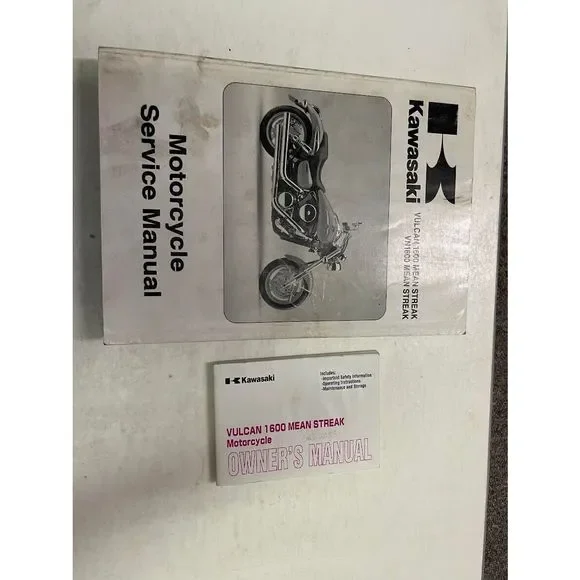 Kawasaki
VULCAN 1600 MEAN STREAK
VN1600 MEAN STREAK
Motorcycle
Service Manual
Kawasaki
Includes:
•Important Safety Information
•Operating Instructions
•Maintenance and Storage
VULCAN 1600 MEAN STREAK
Motorcycle
OWNER'S MANUAL